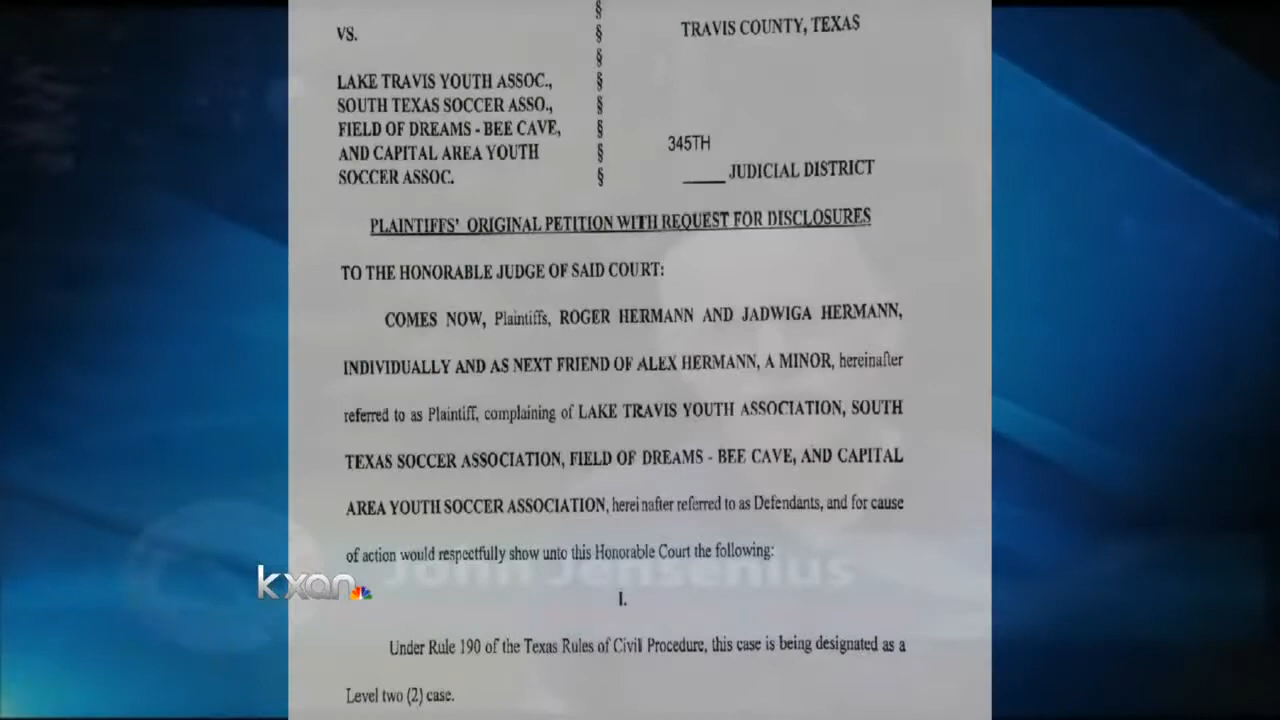 §
VS. § TRAVIS COUNTY, TEXAS
§
LAKE TRAVIS YOUTH ASSOC., §
SOUTH TEXAS SOCCER ASSO., §
FIELD OF DREAMS - BEE CAVE, §
AND CAPITAL AREA YOUTH § 345TH
SOCCER ASSOC. § ____ JUDICIAL DISTRICT
PLAINTIFFS' ORIGINAL PETITION WITH REQUEST FOR DISCLOSURES
TO THE HONORABLE JUDGE OF SAID COURT:
COMES NOW, Plaintiffs, ROGER HERMANN AND JADWIGA HERMANN,
INDIVIDUALLY AND AS NEXT FRIEND OF ALEX HERMANN, A MINOR, hereinafter
referred to as Plaintiff, complaining of LAKE TRAVIS YOUTH ASSOCIATION, SOUTH
TEXAS SOCCER ASSOCIATION, FIELD OF DREAMS - BEE CAVE, AND CAPITAL
AREA YOUTH SOCCER ASSOCIATION, hereinafter referred to as Defendants, and for cause
of action would respectfully show unto this Honorable Court the following:
kxan
John Jensenius
I.
Under Rule 190 of the Texas Rules of Civil Procedure, this case is being designated as a
Level two (2) case.